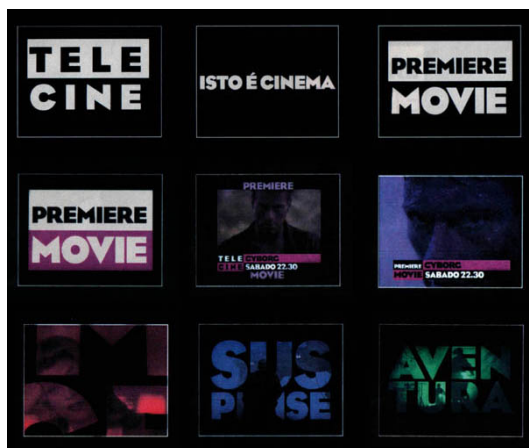 TELE
CINE
ISTO É CINEMA
PREMIERE
MOVIE
PREMIERE
MOVIE
PREMIERE
TELE CYBORG
CINE SABADO 22.30
MOVIE
PREMIERE CYBORG
MOVIE SABADO 22.30
SUS
PENSE
AVEN
TURA